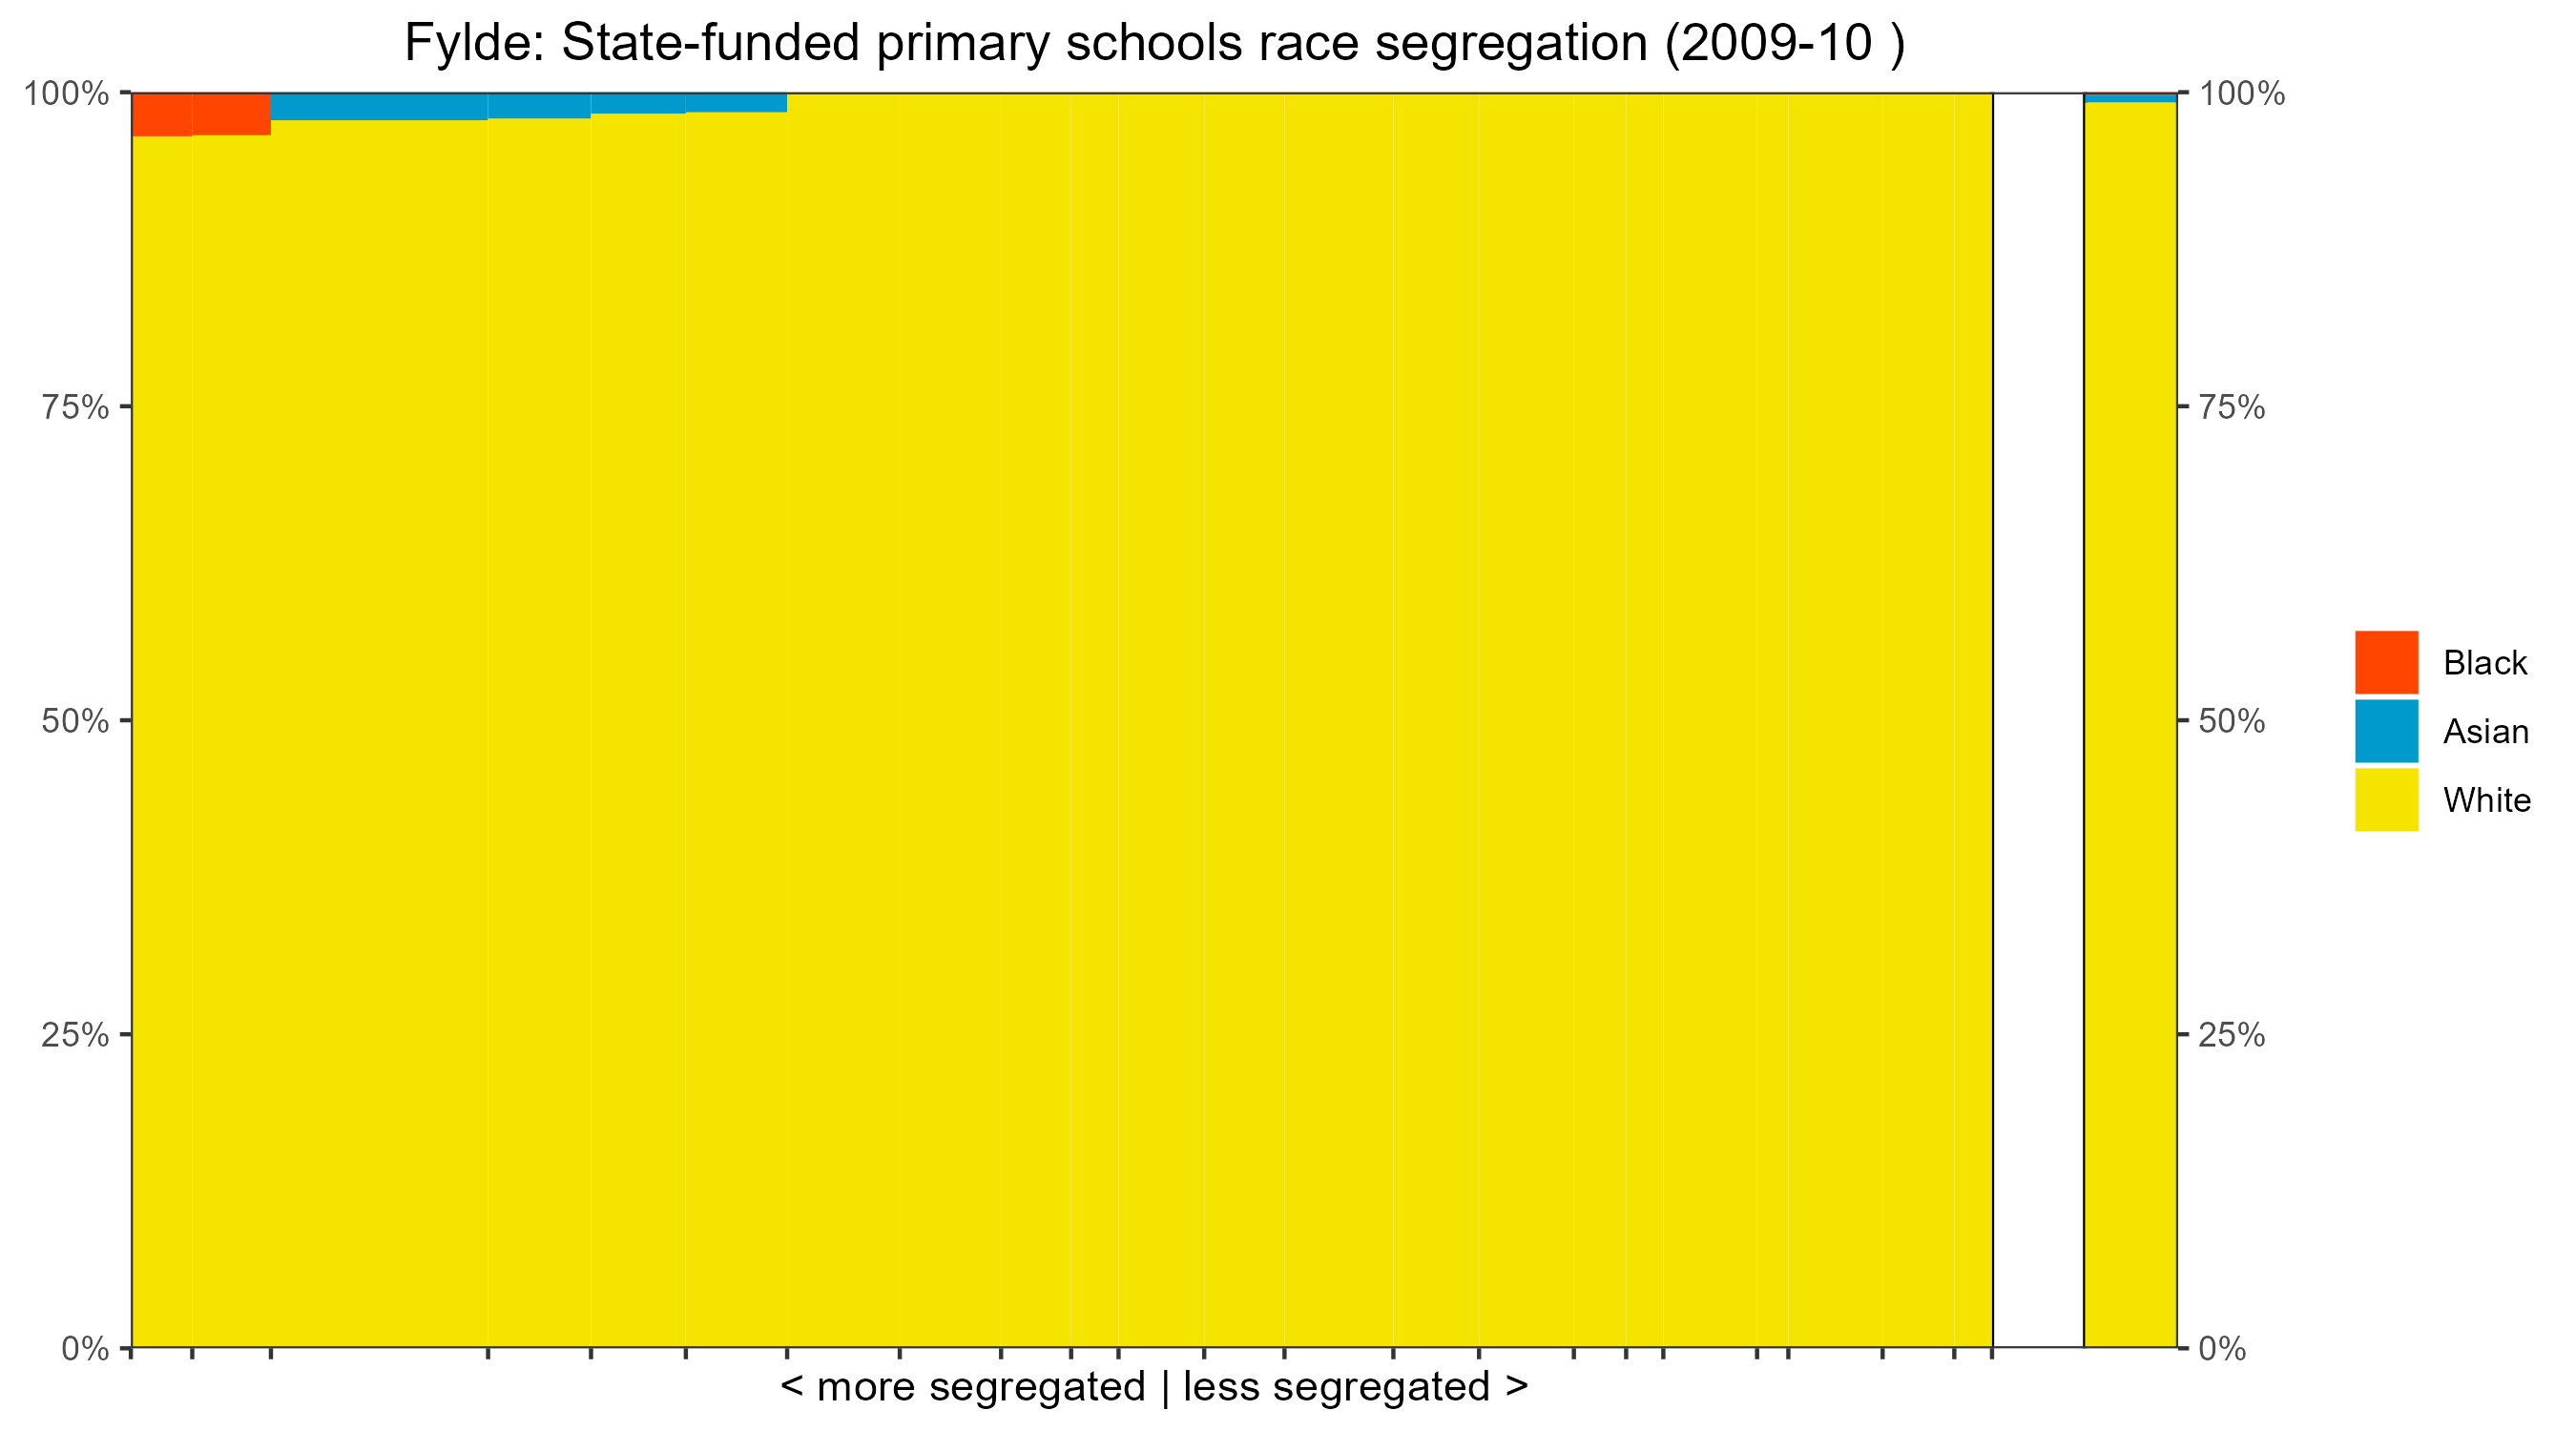 Fylde: State-funded primary schools race segregation (2009-10 )
100%
75%
50%
25%
0%
100%
75%
50%
25%
0%
Black
Asian
White
< more segregated | less segregated >